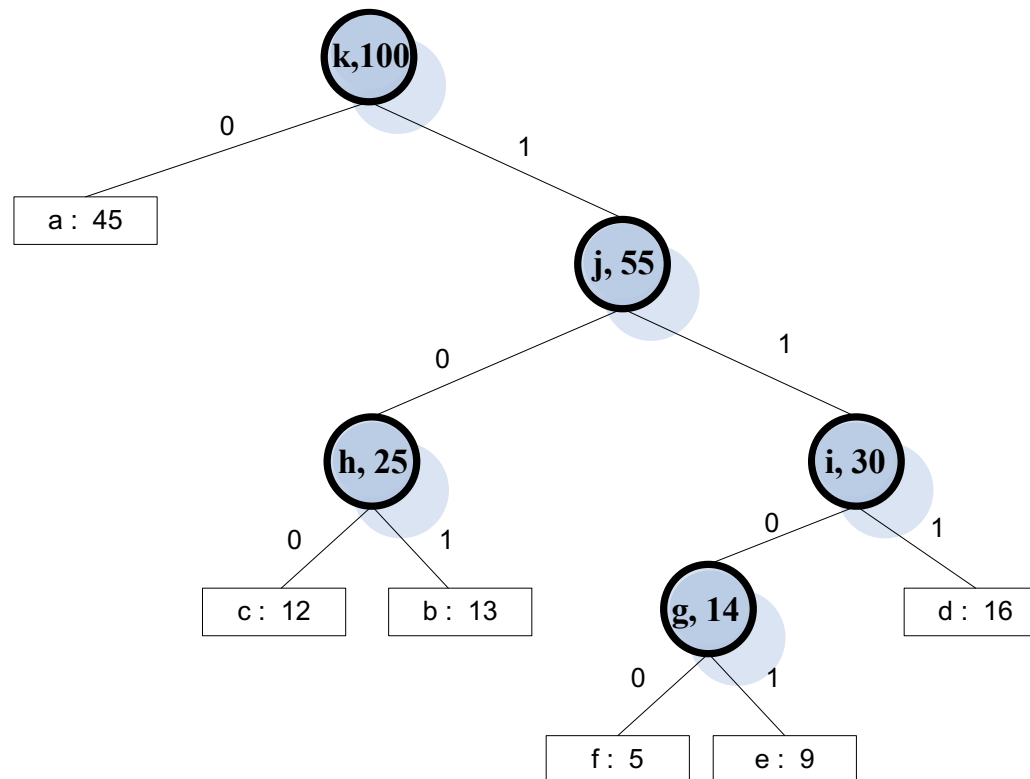 k,100
0
1
a : 45
j, 55
0
1
h, 25
i, 30
0
1
0
1
c : 12
b : 13
g, 14
d : 16
0
1
f : 5
e : 9